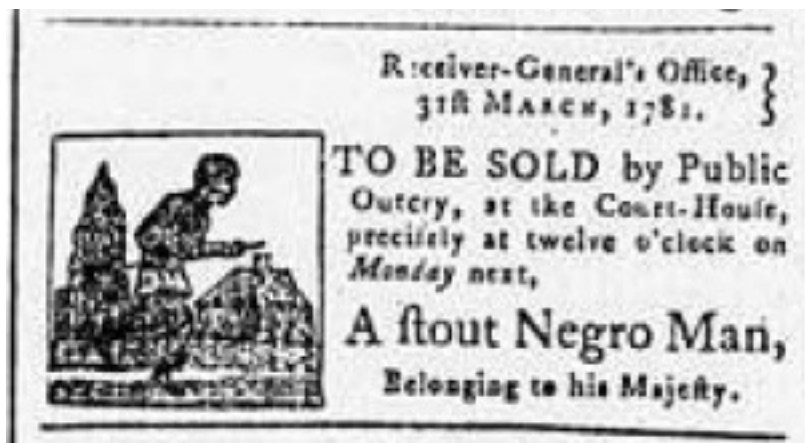 Receiver-General's Office,
31ſt MARCH, 1781.
TO BE SOLD by Public
Outcry, at the Court-Houſe,
preciſely at twelve o'clock on
Monday next,
A ſtout Negro Man,
Belonging to his Majeſty.